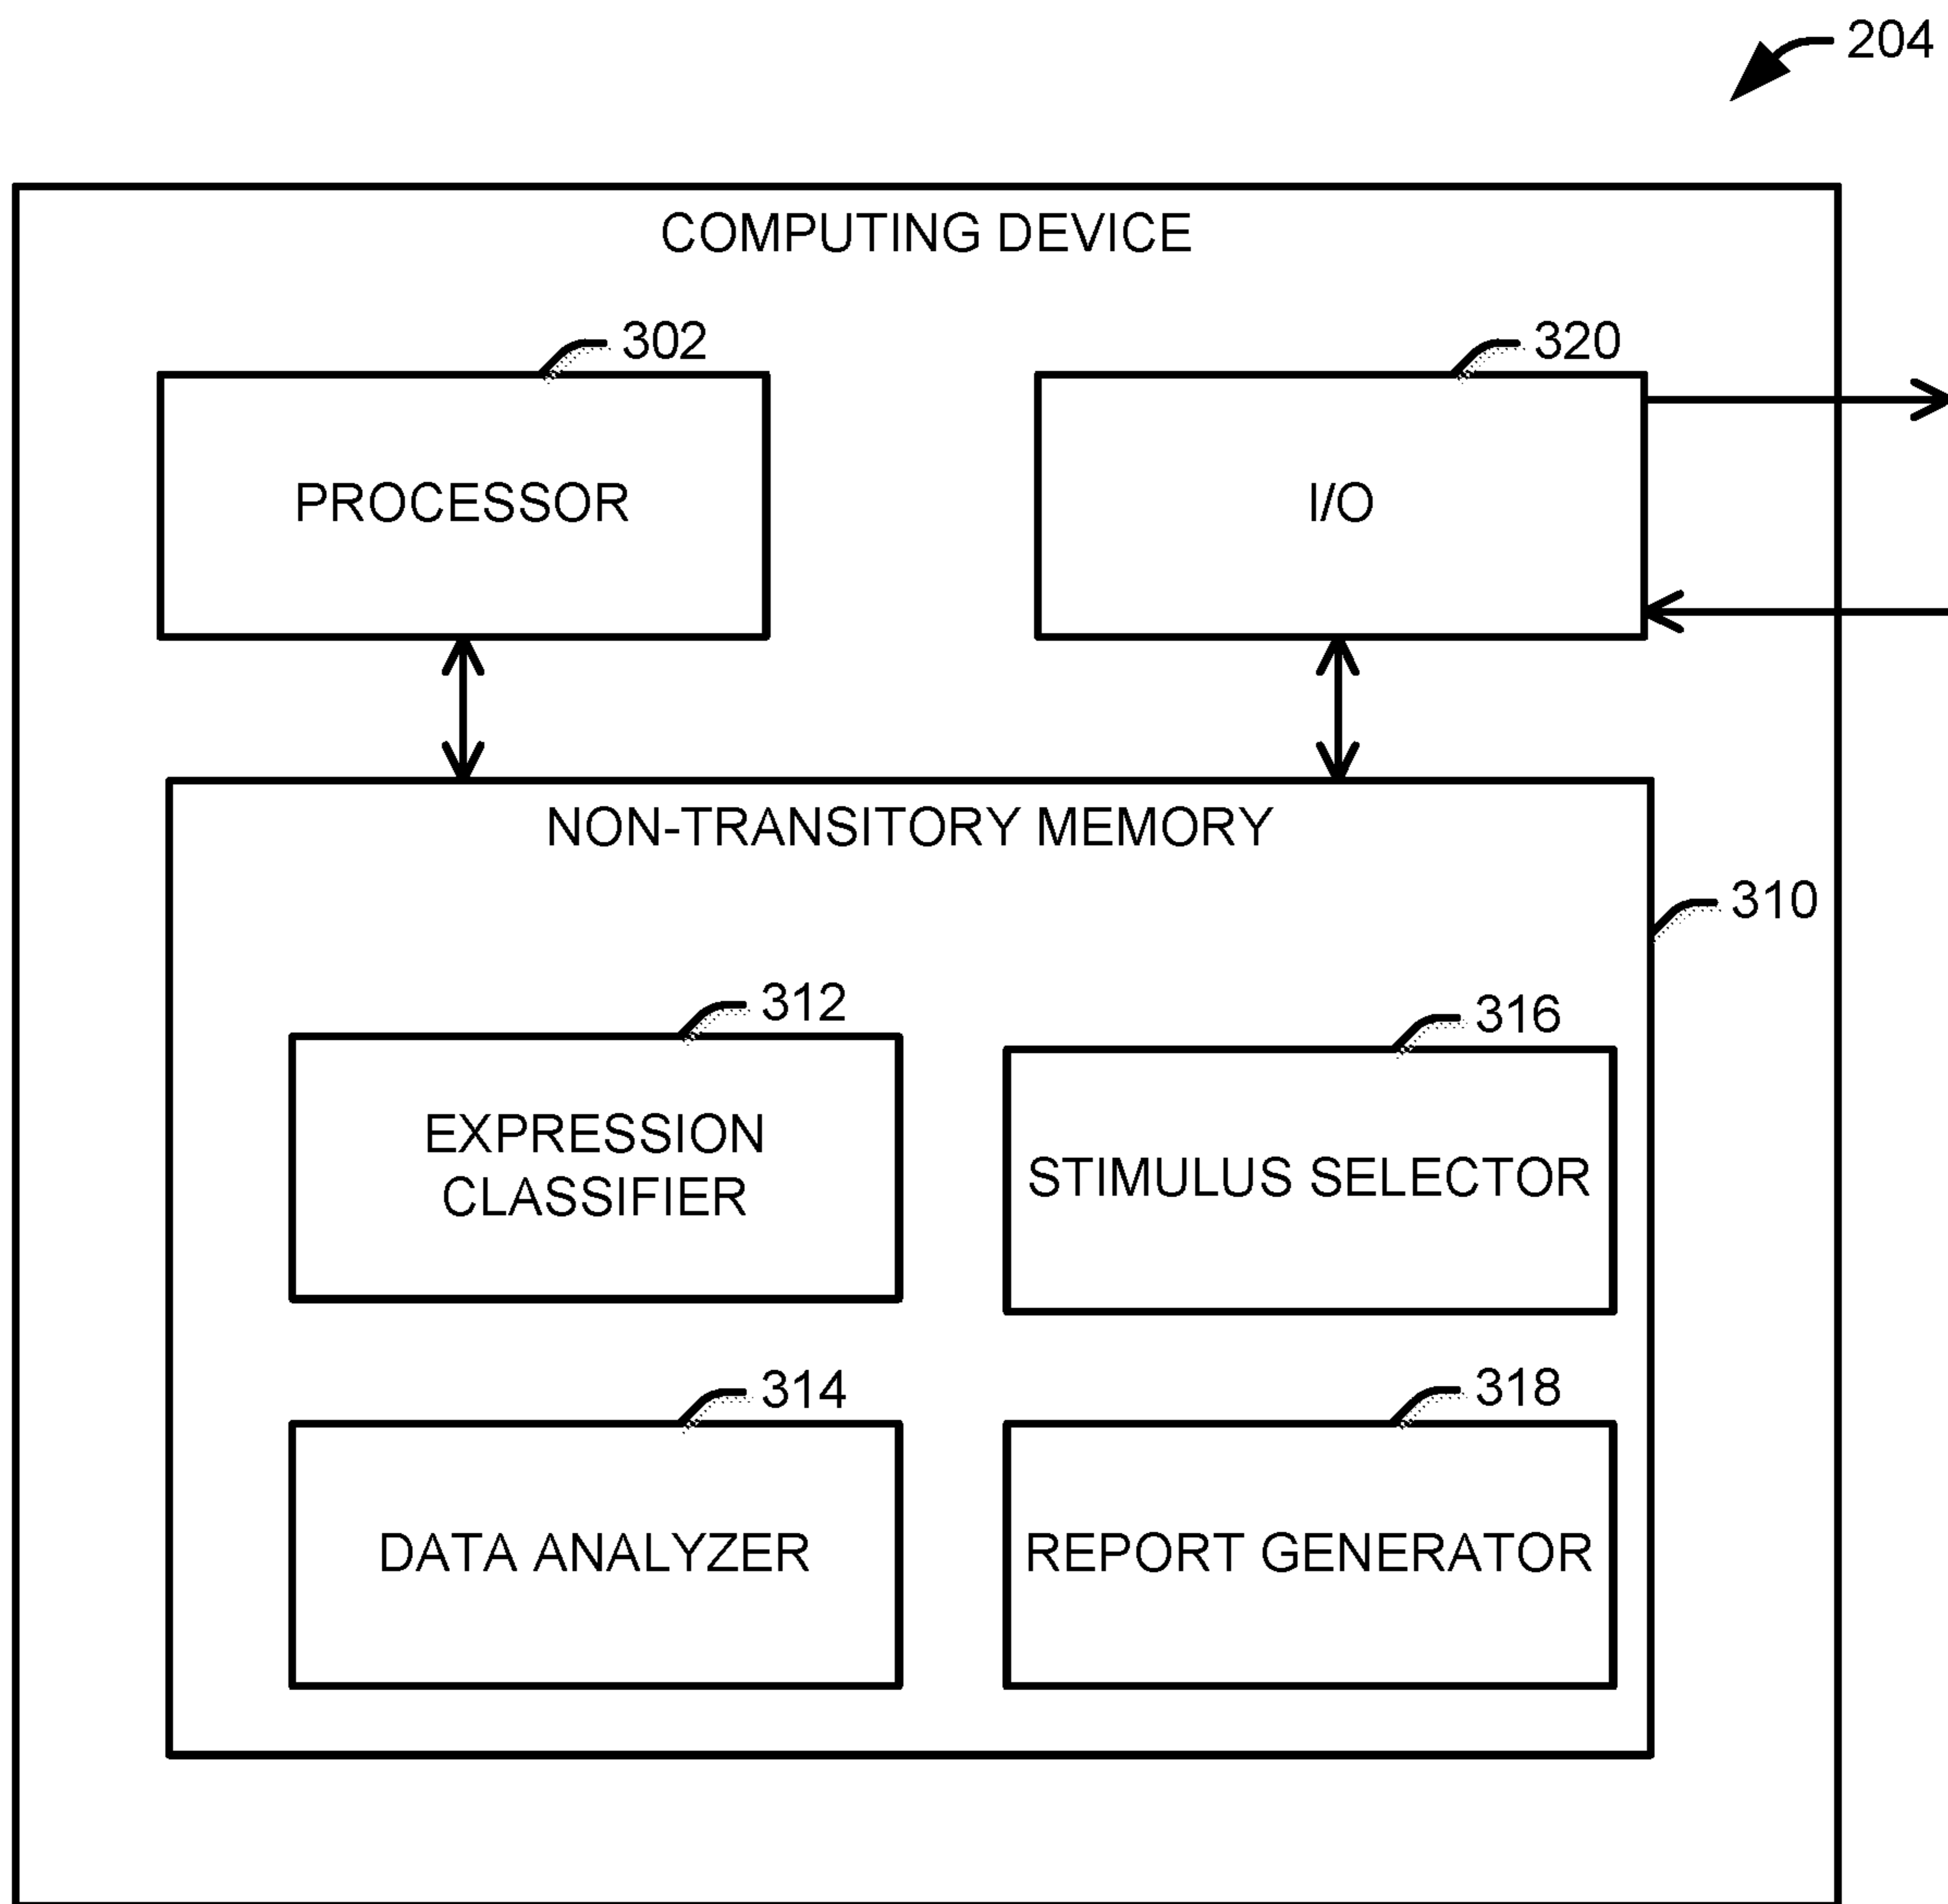 204
COMPUTING DEVICE
302
320
PROCESSOR
I/O
NON-TRANSITORY MEMORY
310
312
316
EXPRESSION
CLASSIFIER
STIMULUS SELECTOR
314
318
DATA ANALYZER
REPORT GENERATOR